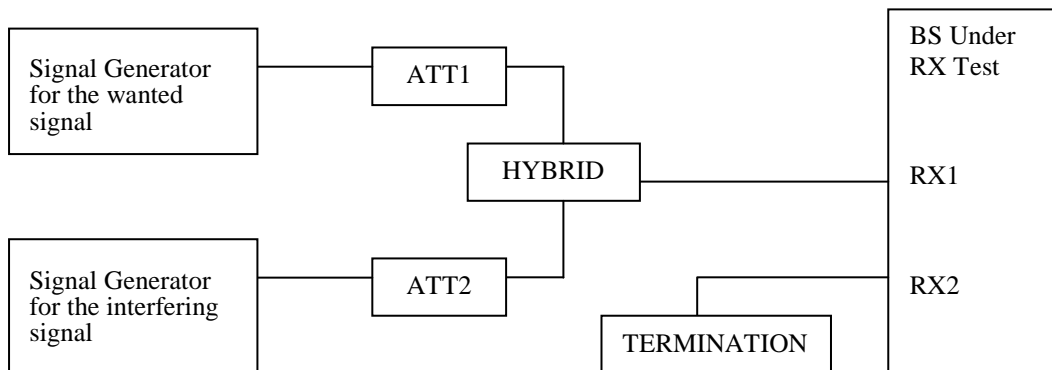 Signal Generator
for the wanted
signal
ATT1
BS Under
RX Test
HYBRID
RX1
Signal Generator
for the interfering
signal
ATT2
RX2
TERMINATION